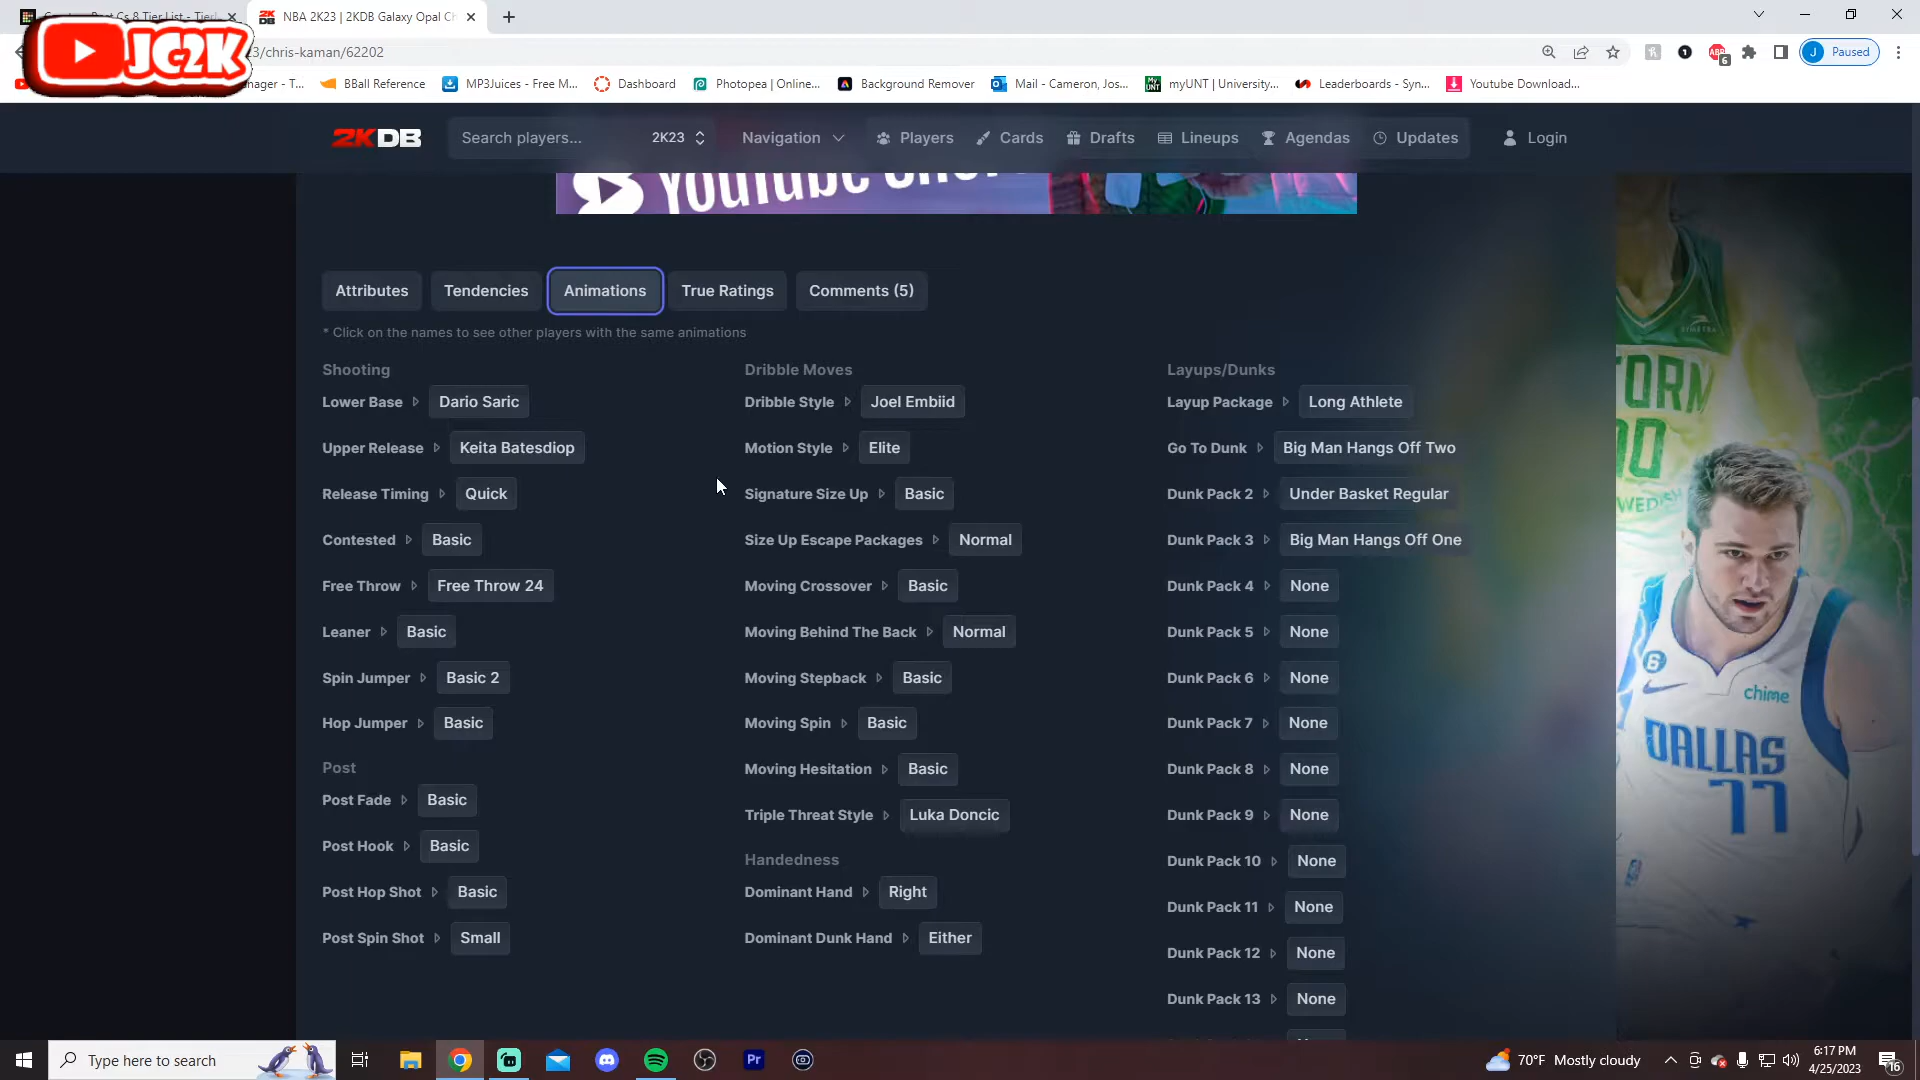 NBA 2K23 | 2KDB Galaxy Opal Ch
JC2K
3/chris-kaman/62202
Paused
6
nager - T...
BBall Reference
MP3Juices - Free M...
Dashboard
Photopea | Online...
Background Remover
Mail - Cameron, Jos...
myUNT | University...
Leaderboards - Syn...
Youtube Download...
2KDB
Search players...
2K23
Navigation
Players
Cards
Drafts
Lineups
Agendas
Updates
Login
Attributes
Tendencies
Animations
True Ratings
Comments (5)
* Click on the names to see other players with the same animations
Shooting
Lower Base Dario Saric
Upper Release Keita Batesdiop
Release Timing Quick
Contested Basic
Free Throw Free Throw 24
Leaner Basic
Spin Jumper Basic 2
Hop Jumper Basic
Post
Post Fade Basic
Post Hook Basic
Post Hop Shot Basic
Post Spin Shot Small
Dribble Moves
Dribble Style Joel Embiid
Motion Style Elite
Signature Size Up Basic
Size Up Escape Packages Normal
Moving Crossover Basic
Moving Behind The Back Normal
Moving Stepback Basic
Moving Spin Basic
Moving Hesitation Basic
Triple Threat Style Luka Doncic
Handedness
Dominant Hand Right
Dominant Dunk Hand Either
Layups/Dunks
Layup Package Long Athlete
Go To Dunk Big Man Hangs Off Two
Dunk Pack 2 Under Basket Regular
Dunk Pack 3 Big Man Hangs Off One
Dunk Pack 4 None
Dunk Pack 5 None
Dunk Pack 6 None
Dunk Pack 7 None
Dunk Pack 8 None
Dunk Pack 9 None
Dunk Pack 10 None
Dunk Pack 11 None
Dunk Pack 12 None
Dunk Pack 13 None
6
chime
DALLAS
77
Type here to search
Pr
70°F Mostly cloudy
6:17 PM
4/25/2023
16